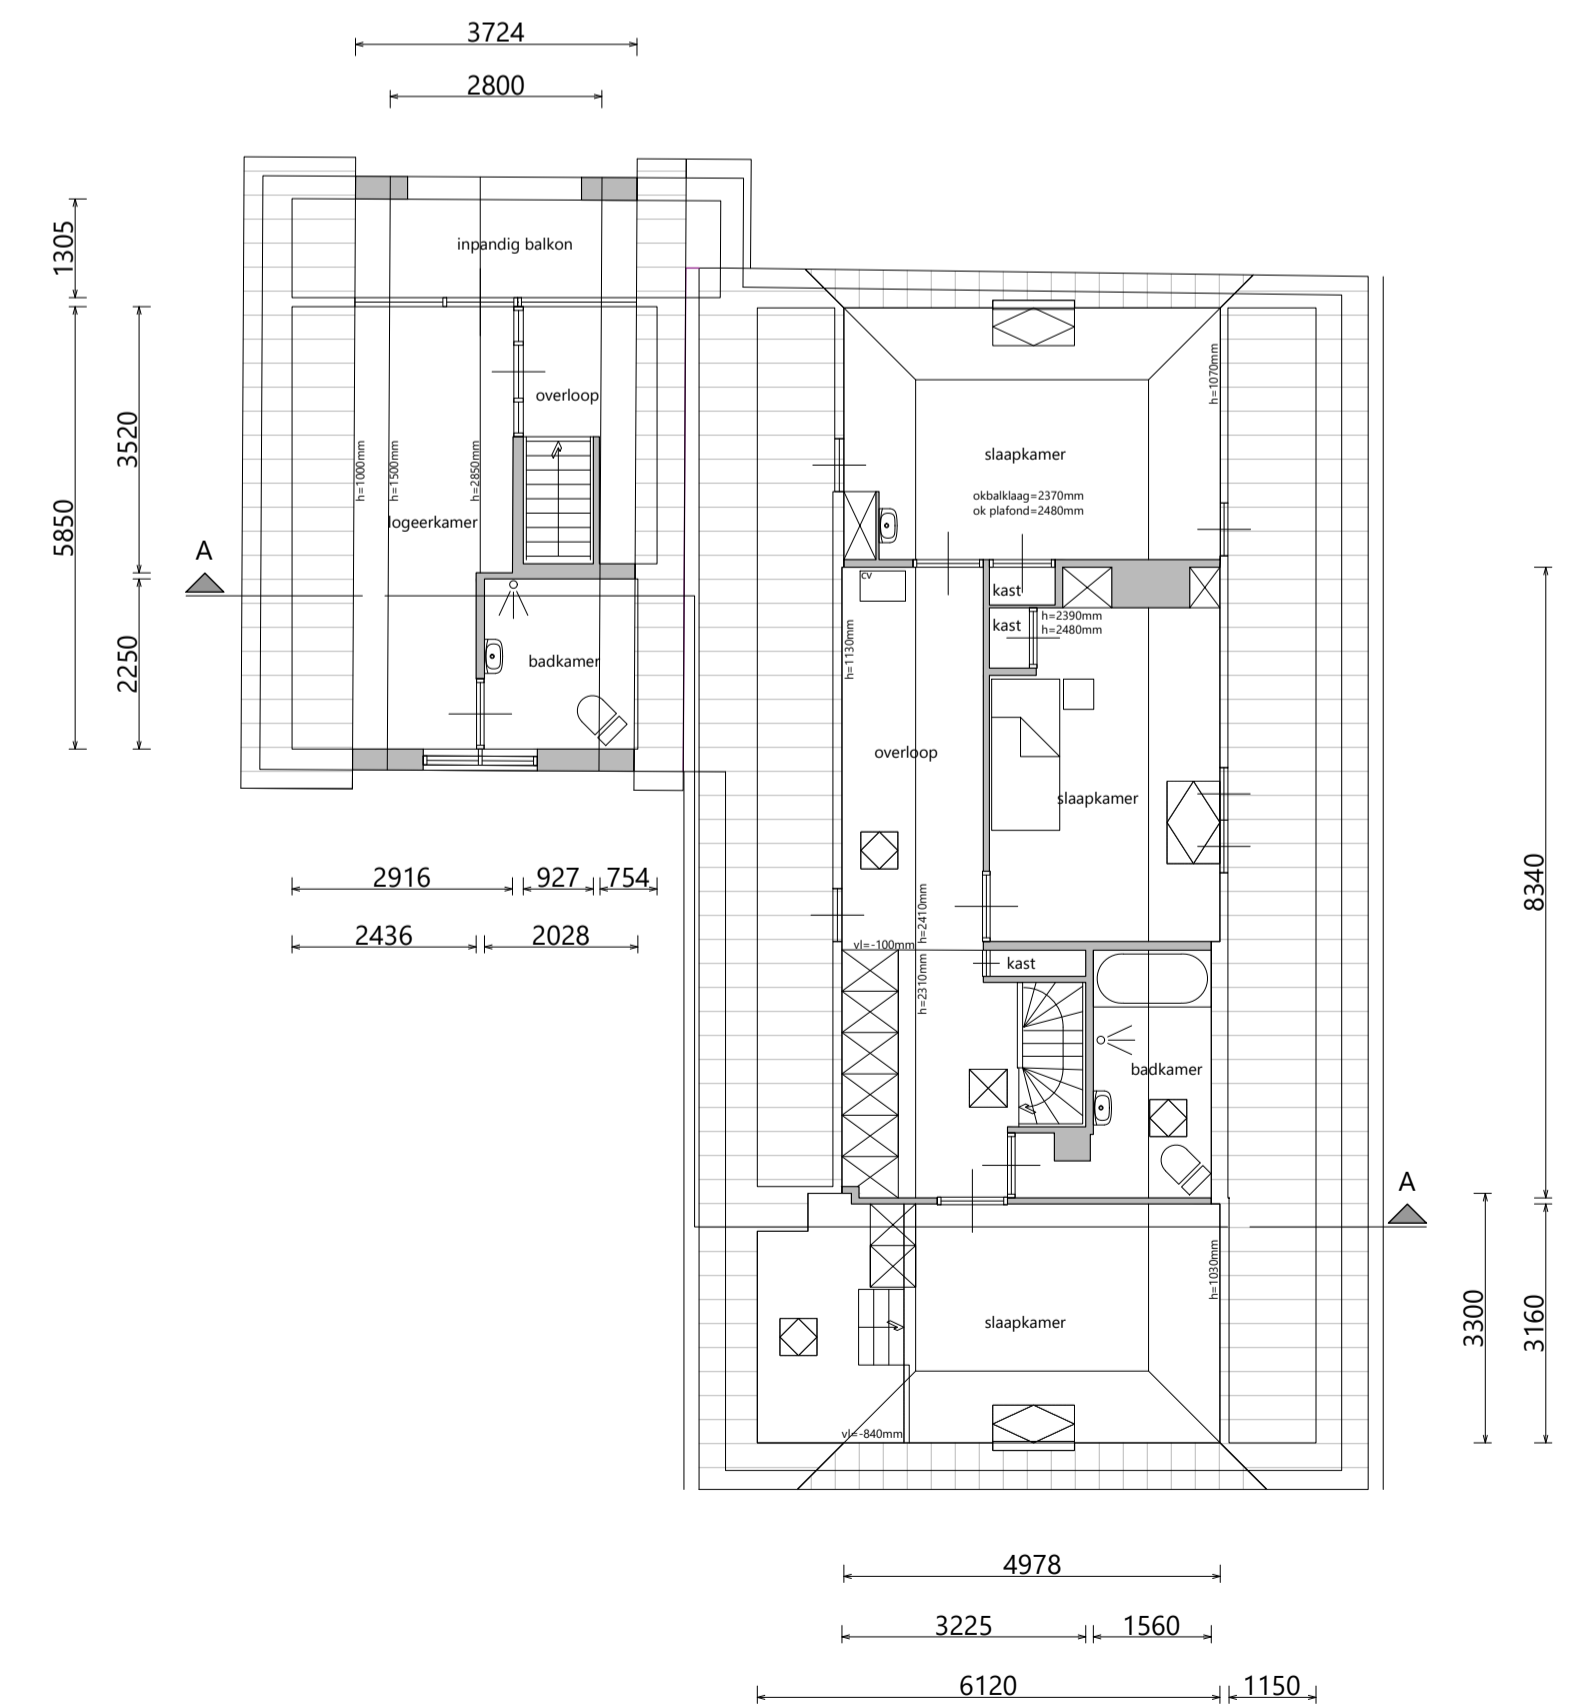 3724
2800
1305
inpandig balkon
h=1070mm
overloop
3520
5850
h=1000mm
h=1500mm
h=2850mm
slaapkamer
okbalklaag=2370mm
ok plafond=2480mm
logeerkamer
A
cv
kast
kast
h=2390mm
h=2480mm
h=1130mm
2250
badkamer
overloop
slaapkamer
2916
927
754
8340
2436
2028
h=2410mm
vl=-100mm
kast
h=2310mm
badkamer
A
h=1030mm
slaapkamer
3300
3160
vl=-840mm
4978
3225
1560
6120
1150